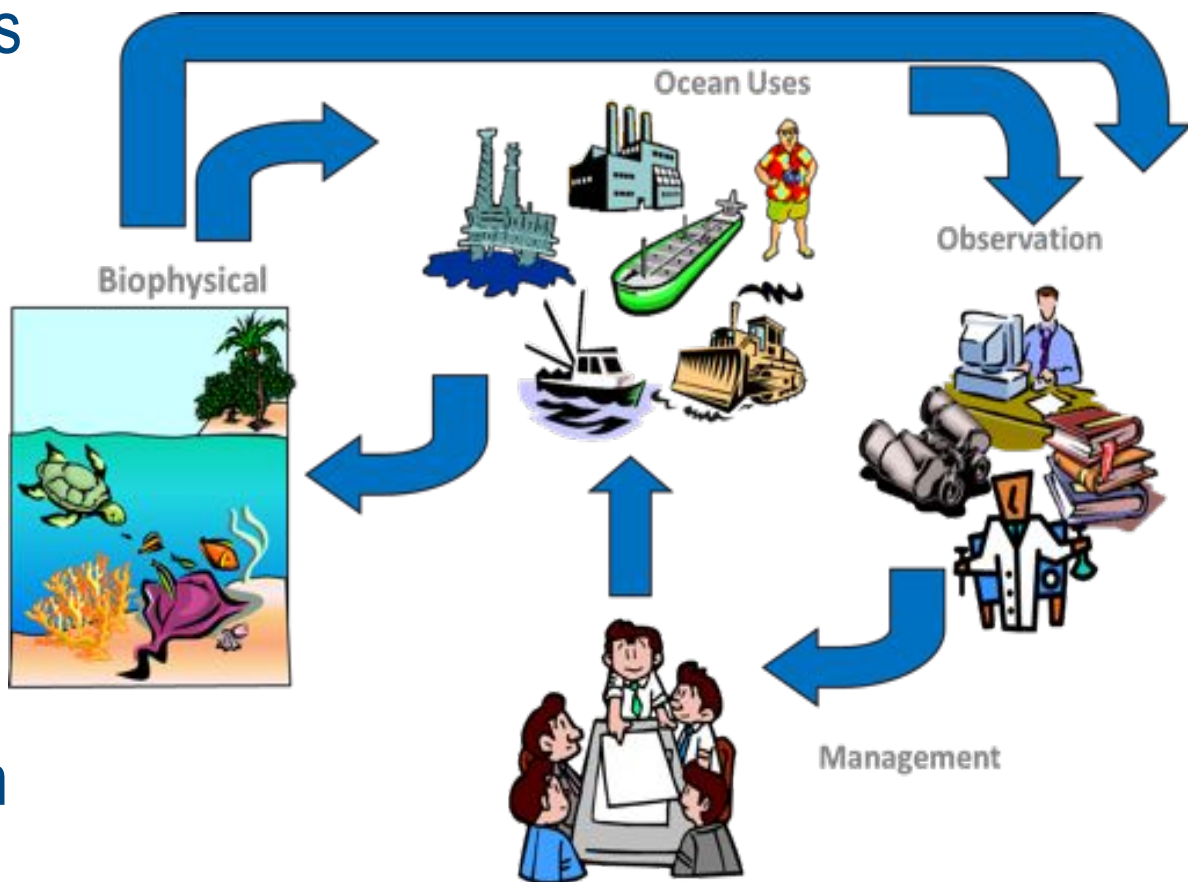 s
Ocean Uses
Observation
Biophysical
Management
n